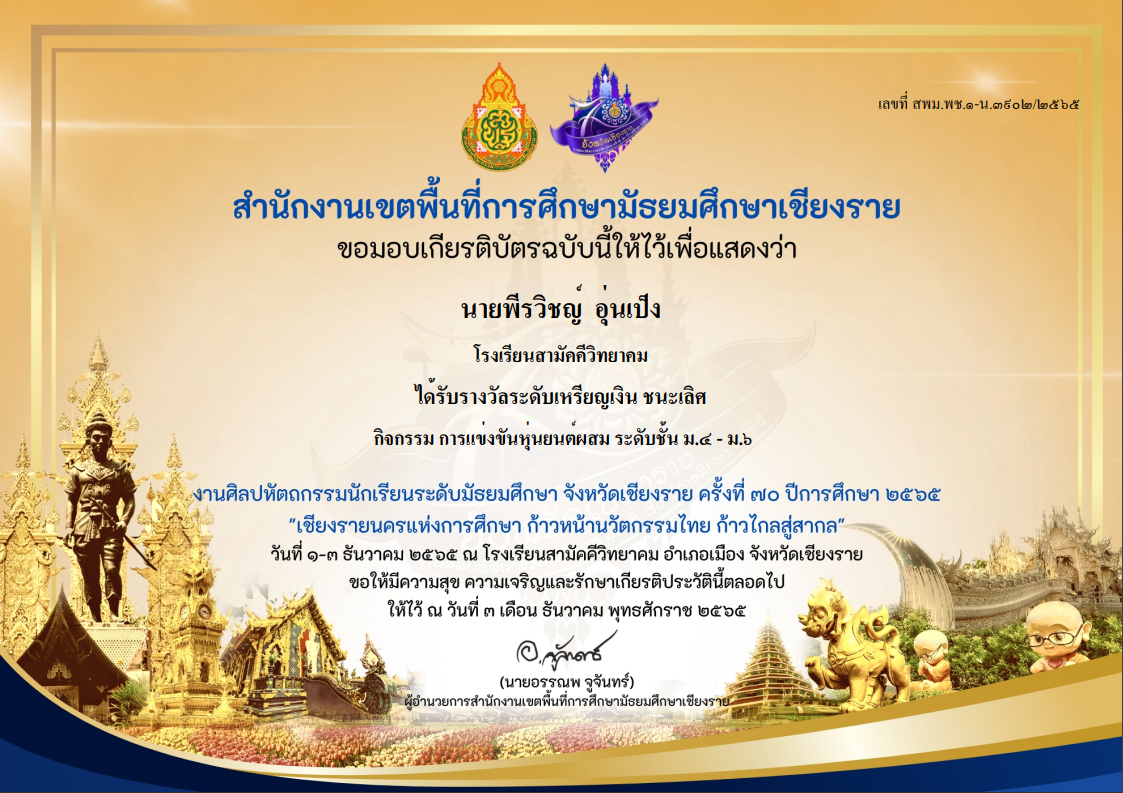 เลขที่ สพม.พช.๑-น.๓๙๐๒/๒๕๖๕
สำนักงานเขตพื้นที่การศึกษามัธยมศึกษาเชียงราย
ขอมอบเกียรติบัตรฉบับนี้ให้ไว้เพื่อแสดงว่า
นายพีรวิชญ์ อุ่นเป็ง
โรงเรียนสามัคคีวิทยาคม
ได้รับรางวัลระดับเหรียญเงิน ชนะเลิศ
กิจกรรม การแข่งขันหุ่นยนต์ผสม ระดับชั้น ม.๔ - ม.๖
งานศิลปหัตถกรรมนักเรียนระดับมัธยมศึกษา จังหวัดเชียงราย ครั้งที่ ๗๐ ปีการศึกษา ๒๕๖๕
"เชียงรายนครแห่งการศึกษา ก้าวหน้านวัตกรรมไทย ก้าวไกลสู่สากล"
วันที่ ๑-๓ ธันวาคม ๒๕๖๕ ณ โรงเรียนสามัคคีวิทยาคม อำเภอเมือง จังหวัดเชียงราย
ขอให้มีความสุข ความเจริญและรักษาเกียรติประวัตินี้ตลอดไป
ให้ไว้ ณ วันที่ ๓ เดือน ธันวาคม พุทธศักราช ๒๕๖๕
(นายอรรณพ จูจันทร์)
ผู้อำนวยการสำนักงานเขตพื้นที่การศึกษามัธยมศึกษาเชียงราย